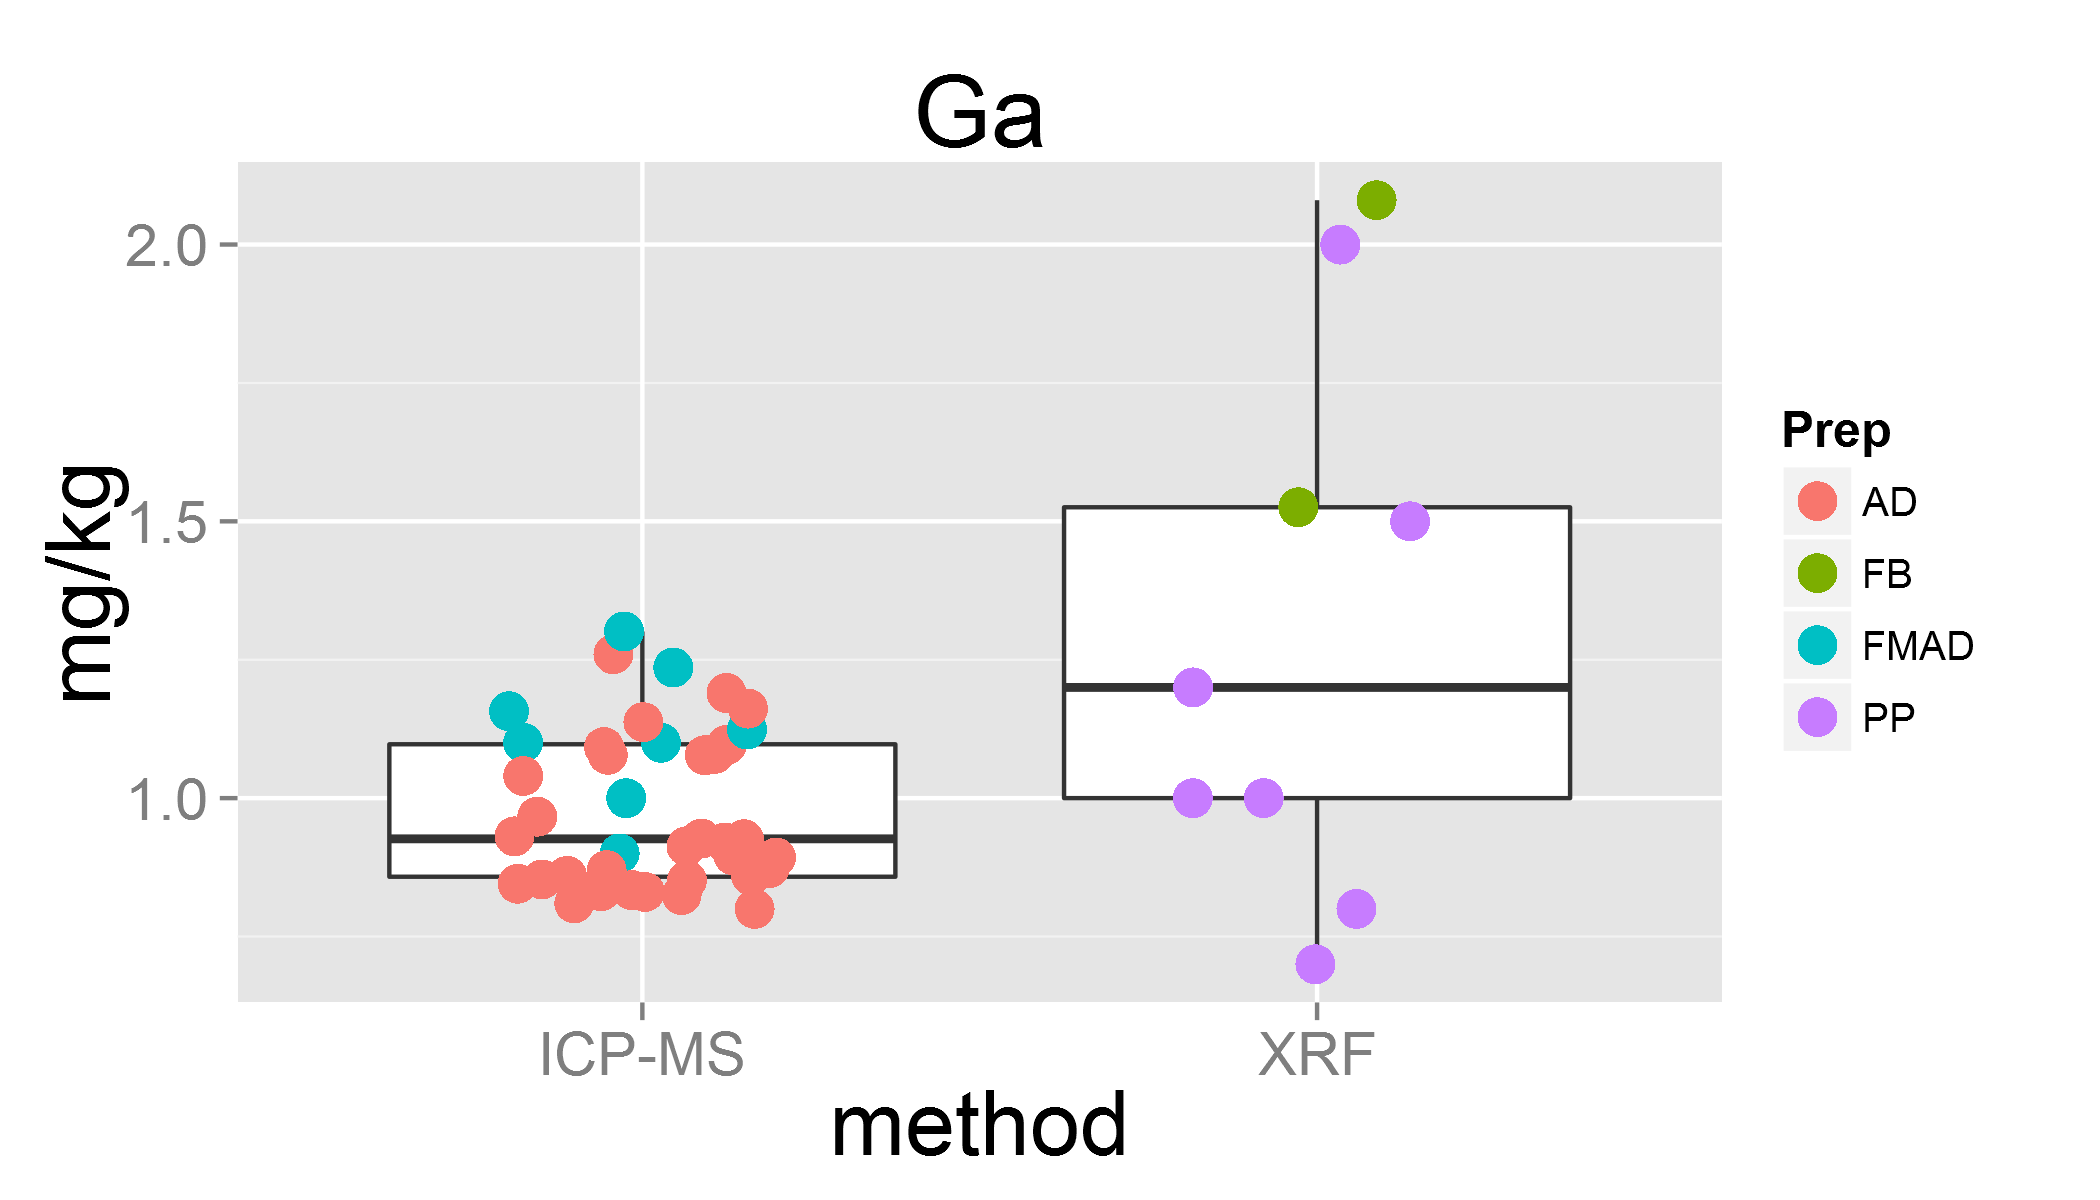 Ga
mg/kg
2.0
1.5
1.0
ICP-MS
XRF
method
Prep
AD
FB
FMAD
PP